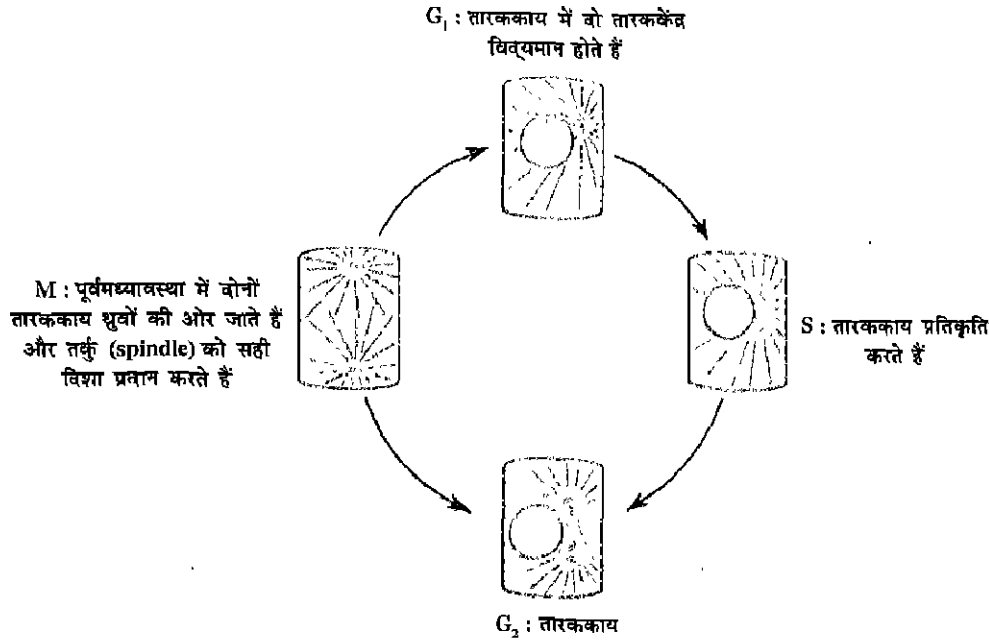 G₁ : तारककाय में दो तारककेंद्र
विद्यमान होते हैं
M : पूर्वमध्यावस्था में दोनों
तारककाय ध्रुवों की ओर जाते हैं
और तर्कु (spindle) को सही
दिशा प्रदान करते हैं
S : तारककाय प्रतिकृति
करते हैं
G₂ : तारककाय